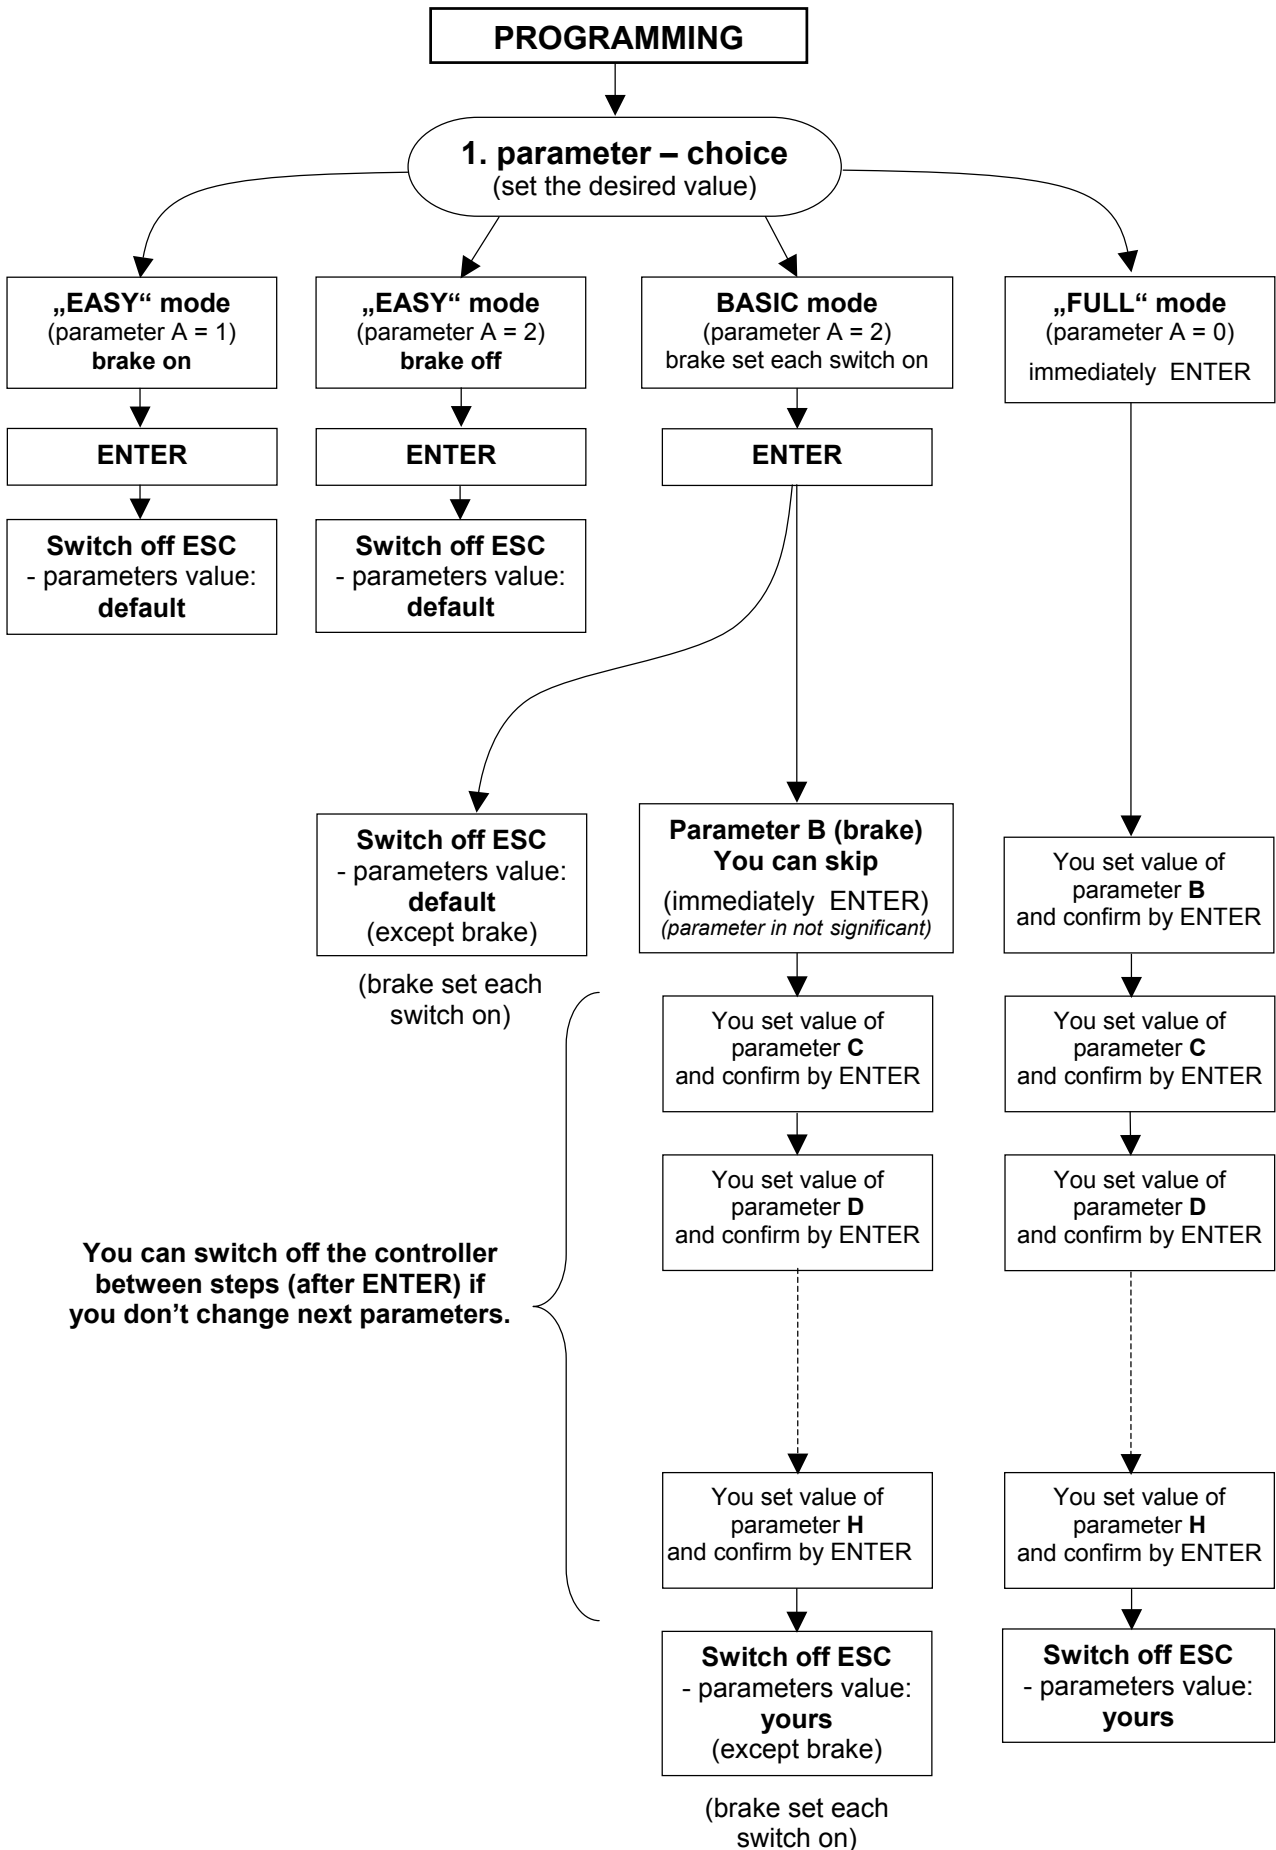 PROGRAMMING
1. parameter – choice
(set the desired value)
„EASY“ mode
(parameter A = 1)
brake on
ENTER
Switch off ESC
- parameters value:
default
„EASY“ mode
(parameter A = 2)
brake off
ENTER
Switch off ESC
- parameters value:
default
BASIC mode
(parameter A = 2)
brake set each switch on
ENTER
Switch off ESC
- parameters value:
default
(except brake)
(brake set each
switch on)
Parameter B (brake)
You can skip
(immediately ENTER)
(parameter in not significant)
You set value of
parameter C
and confirm by ENTER
You set value of
parameter D
and confirm by ENTER
You can switch off the controller
between steps (after ENTER) if
you don’t change next parameters.
You set value of
parameter H
and confirm by ENTER
Switch off ESC
- parameters value:
yours
(except brake)
(brake set each
switch on)
„FULL“ mode
(parameter A = 0)
immediately ENTER
You set value of
parameter B
and confirm by ENTER
You set value of
parameter C
and confirm by ENTER
You set value of
parameter D
and confirm by ENTER
You set value of
parameter H
and confirm by ENTER
Switch off ESC
- parameters value:
yours